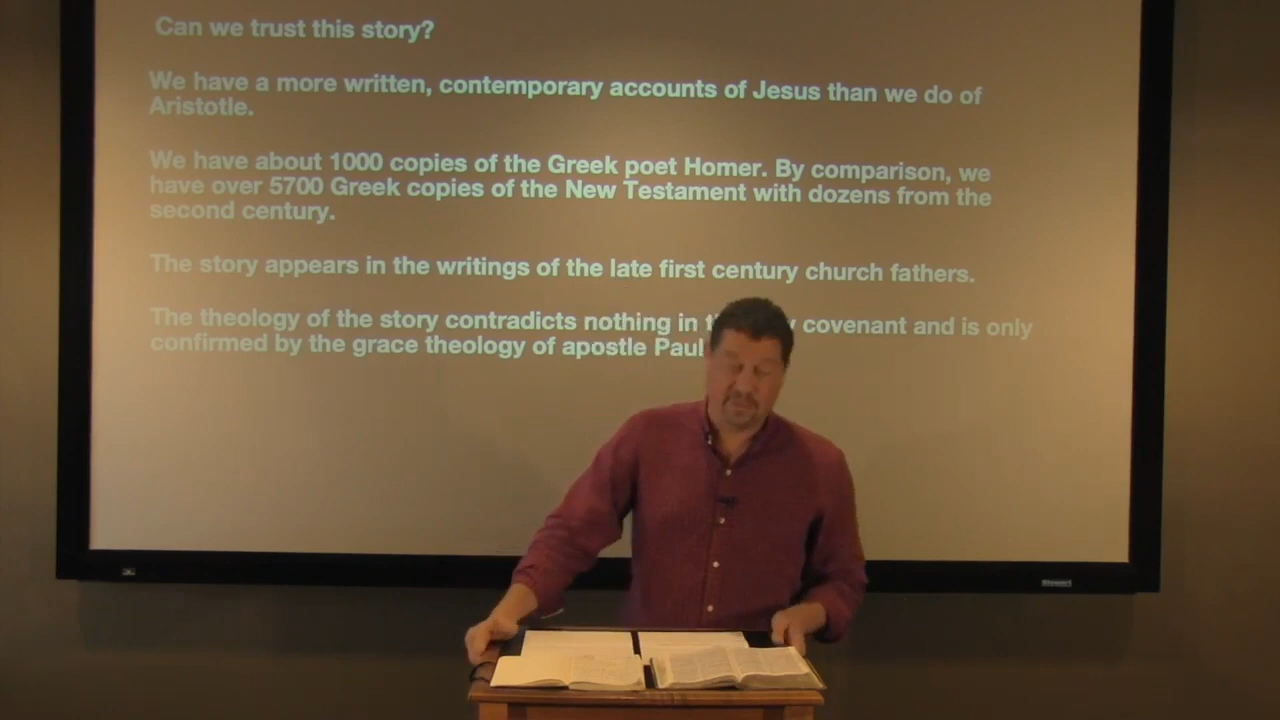 Can we trust this story?
We have a more written, contemporary accounts of Jesus than we do of
Aristotle.
We have about 1000 copies of the Greek poet Homer. By comparison, we
have over 5700 Greek copies of the New Testament with dozens from the
second century.
The story appears in the writings of the late first century church fathers.
The theology of the story contradicts nothing in covenant and is only
confirmed by the grace theology of apostle Paul
Stewart